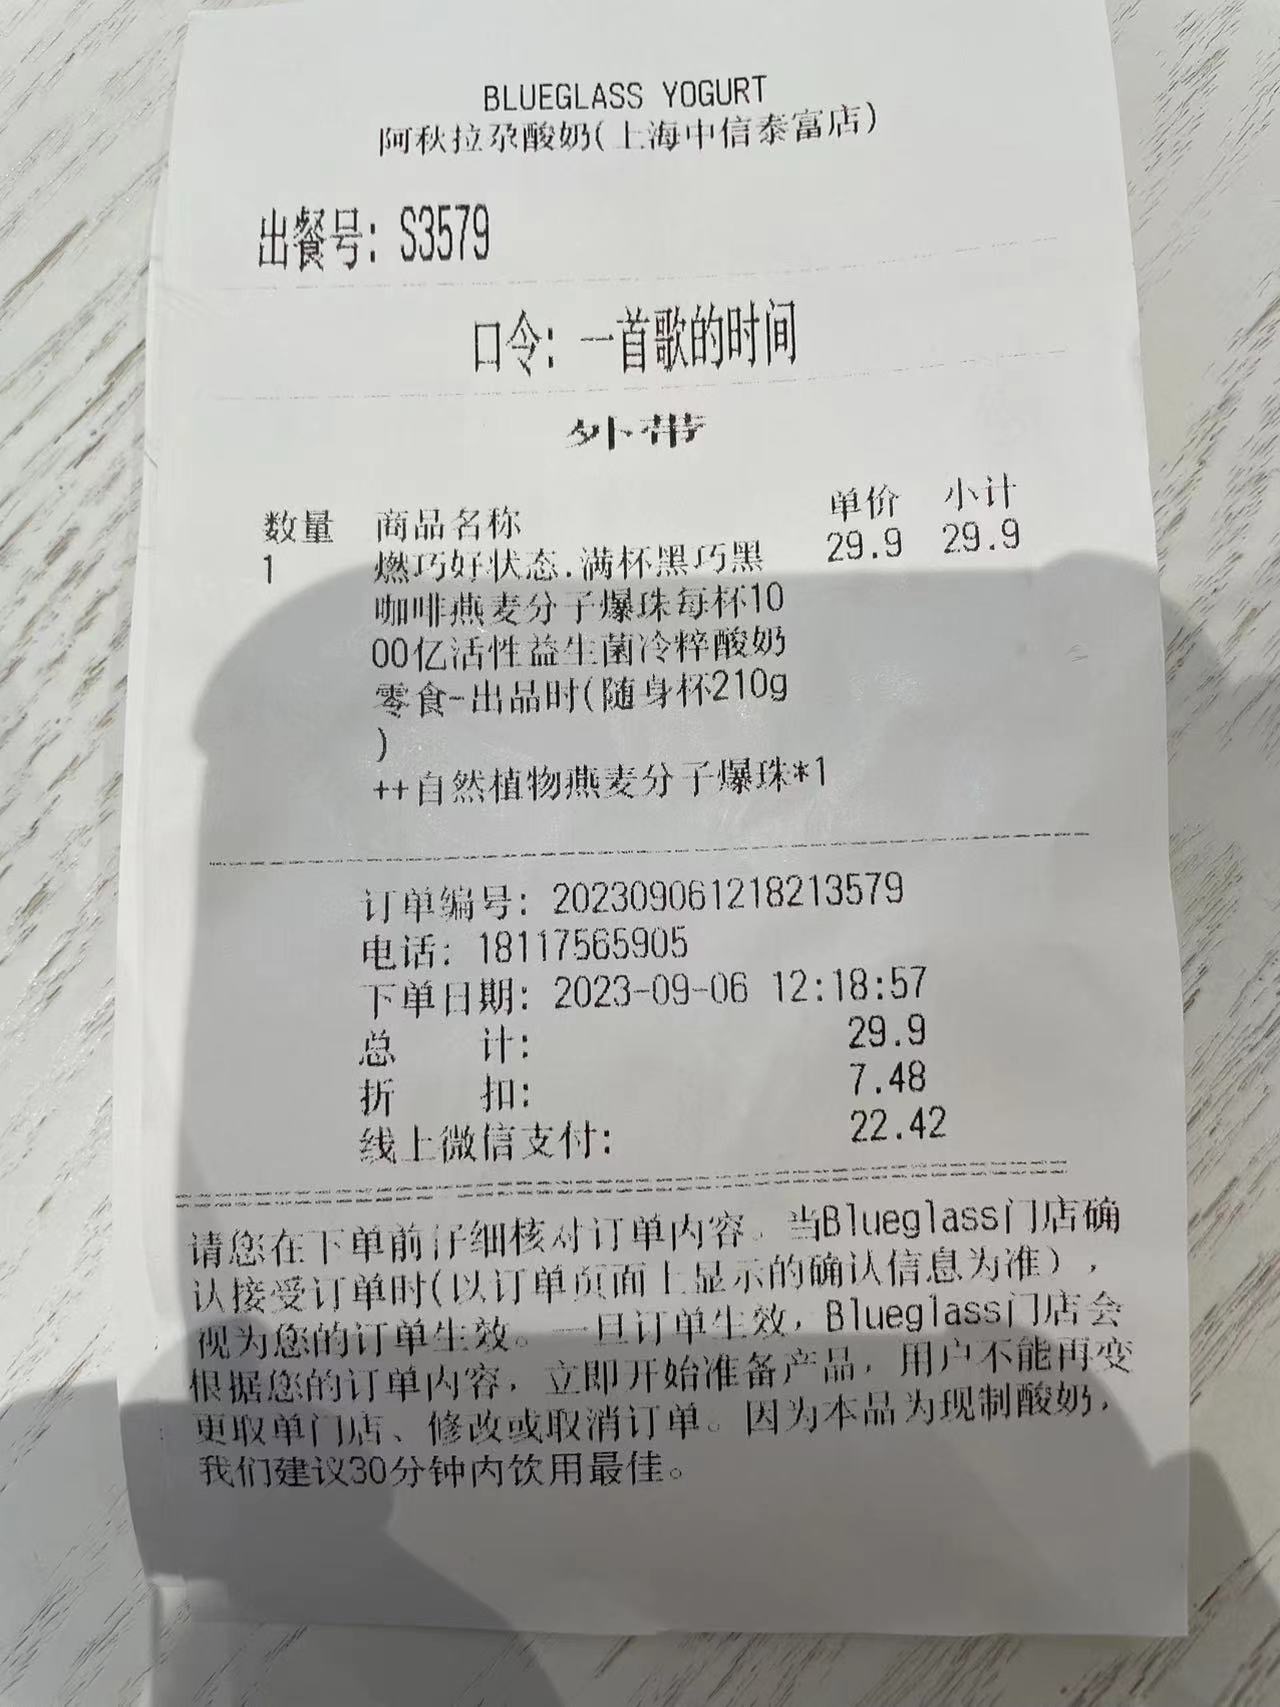 BLUEGLASS YOGURT
阿秋拉尕酸奶(上海中信泰富店)
出餐号: S3579
口令: 一首歌的时间
外带
数量 商品名称 单价 小计
1 燃巧好状态.满杯黑巧黑 29.9 29.9
咖啡燕麦分子爆珠每杯10
00亿活性益生菌冷粹酸奶
零食-出品时(随身杯210g
)
++自然植物燕麦分子爆珠*1
订单编号: 202309061218213579
电话: 18117565905
下单日期: 2023-09-06 12:18:57
总 计: 29.9
折 扣: 7.48
线上微信支付: 22.42
请您在下单前仔细核对订单内容。当Blueglass门店确
认接受订单时(以订单页面上显示的确认信息为准),
视为您的订单生效。一旦订单生效,Blueglass门店会
根据您的订单内容,立即开始准备产品,用户不能再变
更取单门店、修改或取消订单。因为本品为现制酸奶,
我们建议30分钟内饮用最佳。